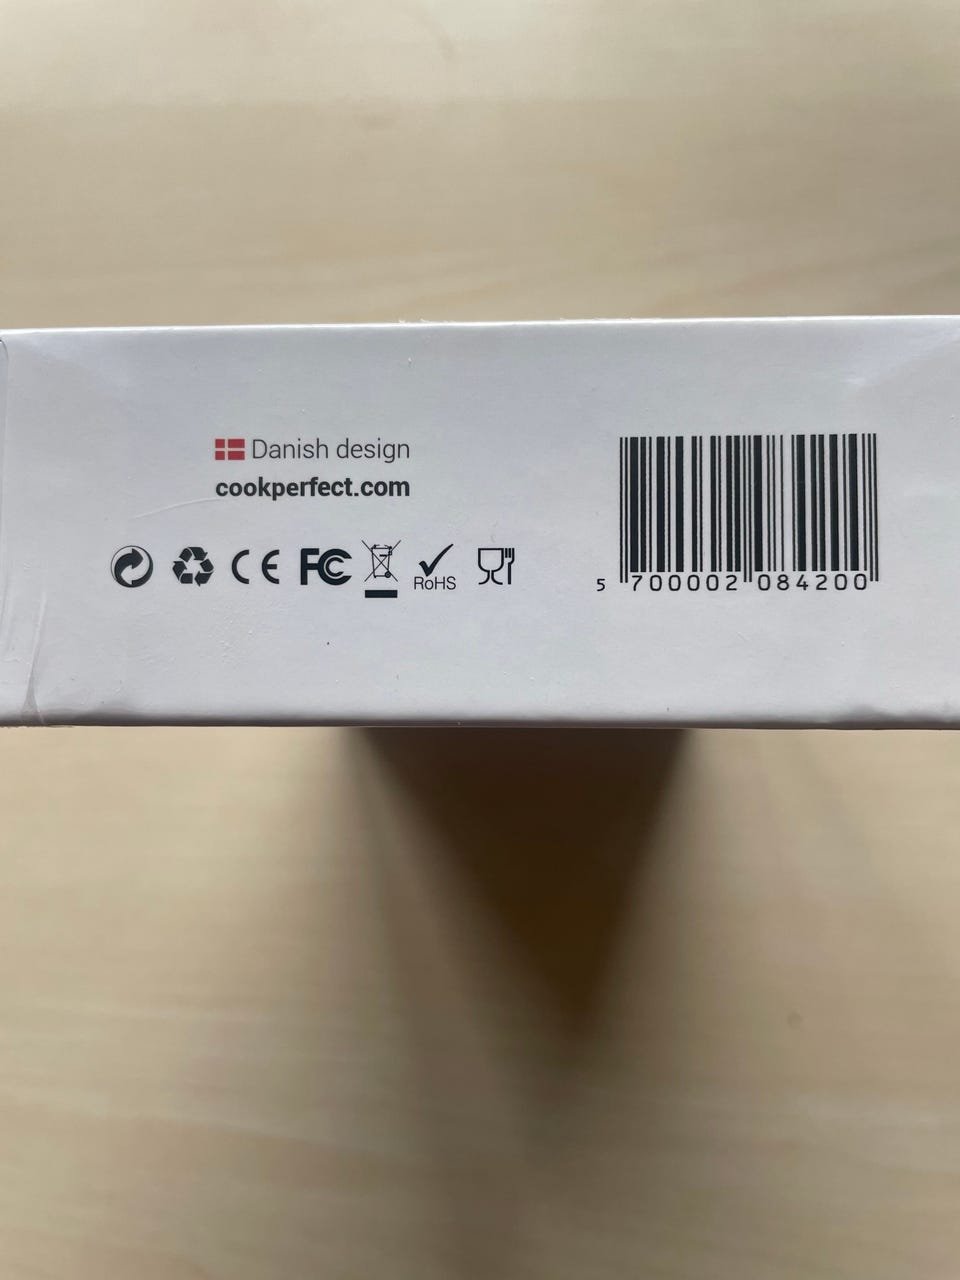 Danish design
cookperfect.com
CE FC RoHS
5 700002 084200